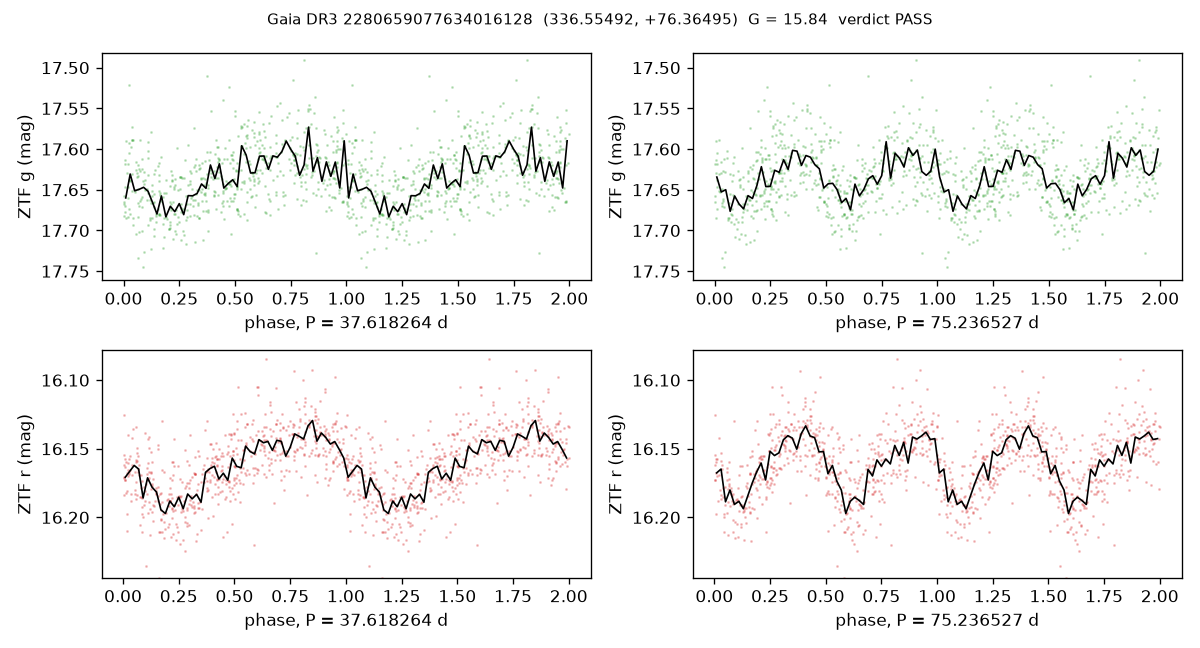 Gaia DR3 2280659077634016128  (336.55492, +76.36495)  G = 15.84  verdict PASS
ZTF g (mag)
17.50
17.55
17.60
17.65
17.70
17.75
0.00 0.25 0.50 0.75 1.00 1.25 1.50 1.75 2.00
phase, P = 37.618264 d
ZTF g (mag)
17.50
17.55
17.60
17.65
17.70
17.75
0.00 0.25 0.50 0.75 1.00 1.25 1.50 1.75 2.00
phase, P = 75.236527 d
ZTF r (mag)
16.10
16.15
16.20
0.00 0.25 0.50 0.75 1.00 1.25 1.50 1.75 2.00
phase, P = 37.618264 d
ZTF r (mag)
16.10
16.15
16.20
0.00 0.25 0.50 0.75 1.00 1.25 1.50 1.75 2.00
phase, P = 75.236527 d